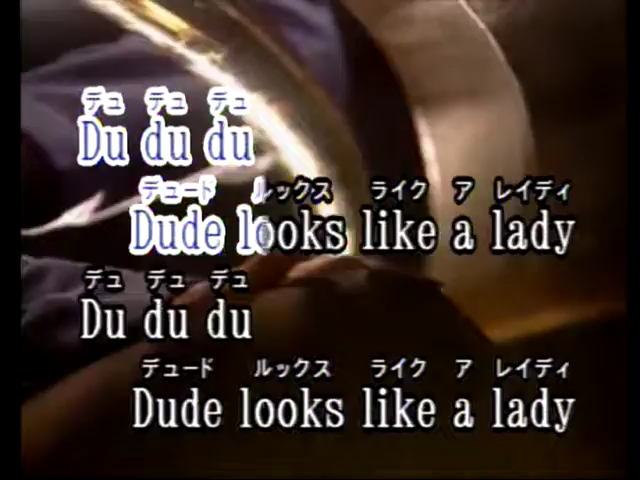 デュ デュ デュ
Du du du
デュード ルックス ライク ア レイディ
Dude looks like a lady
デュ デュ デュ
Du du du
デュード ルックス ライク ア レイディ
Dude looks like a lady